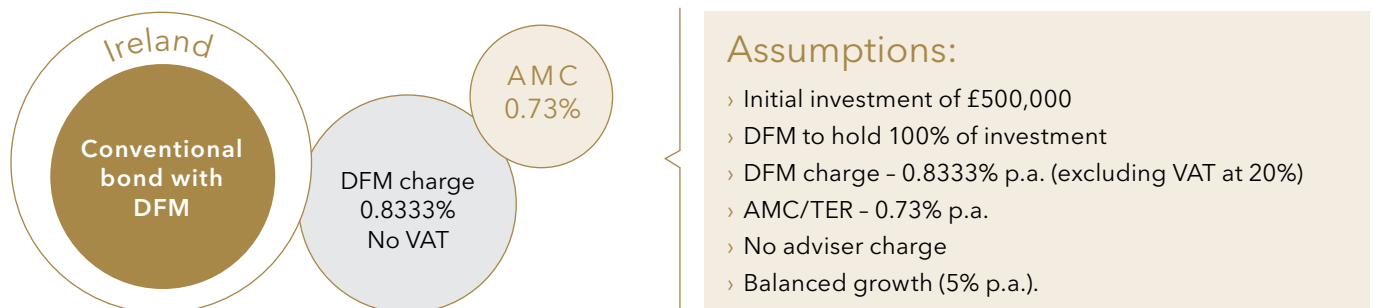 Ireland
Conventional
bond with
DFM
DFM charge
0.8333%
No VAT
AMC
0.73%
Assumptions:
› Initial investment of £500,000
› DFM to hold 100% of investment
› DFM charge – 0.8333% p.a. (excluding VAT at 20%)
› AMC/TER – 0.73% p.a.
› No adviser charge
› Balanced growth (5% p.a.).